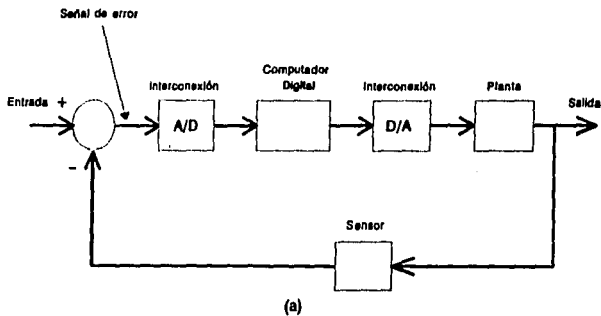 Señal de error
Computador
Digital
Interconexión
Interconexión
Planta
Entrada
+
A/D
D/A
Salida
-
Sensor
(a)